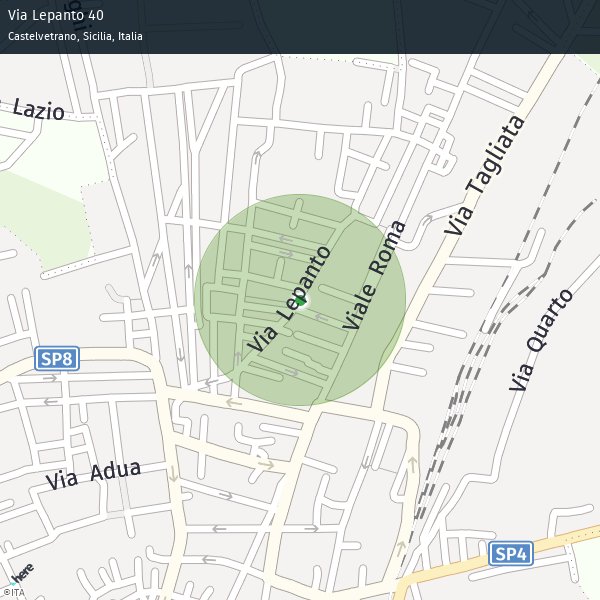 Via Lepanto 40
Castelvetrano, Sicilia, Italia
Lazio
Via Tagliata
Viale Roma
Via Lepanto
Via Quarto
SP8
Via Adua
SP4
here
©ITA